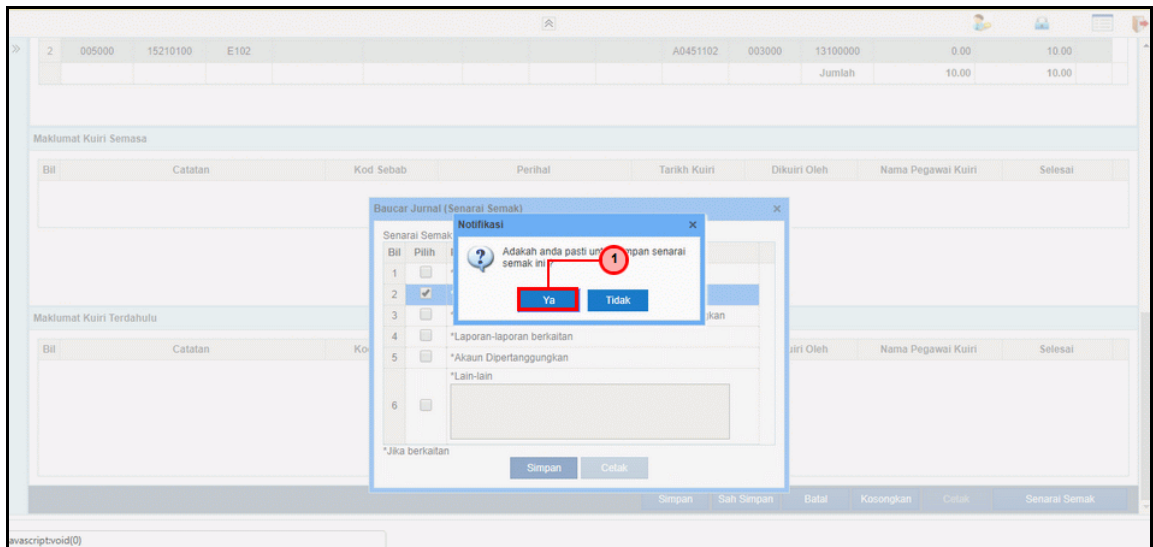 2 005000 15210100 E102 A0451102 003000 13100000 0.00 10.00
Jumlah 10.00 10.00
Maklumat Kuiri Semasa
Bil Catatan Kod Sebab Perihal Tarikh Kuiri Dikuiri Oleh Nama Pegawai Kuiri Selesai
Baucar Jurnal (Senarai Semak)
Senarai Semak
Bil Pilih
Notifikasi
Adakah anda pasti mpan senarai
semak ini ?
1
Ya Tidak
1
2
3 kan
4 *Laporan-laporan berkaitan
5 *Akaun Dipertanggungkan
*Lain-lain
6
*Jika berkaitan
Simpan Cetak
Maklumat Kuiri Terdahulu
Bil Catatan Ko uiri Oleh Nama Pegawai Kuiri Selesai
Simpan Sah Simpan Batal Kosongkan Cetak Senarai Semak
avascript:void(0)